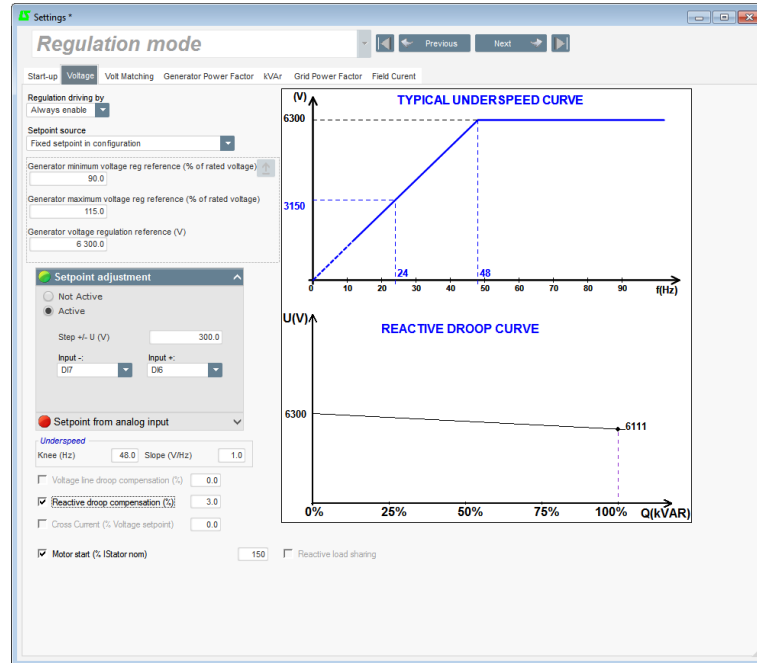 Settings *
Regulation mode
Previous
Next
Start-up Voltage Volt Matching Generator Power Factor kVAr Grid Power Factor Field Curent
Regulation driving by
Always enable
Setpoint source
Fixed setpoint in configuration
Generator minimum voltage reg reference (% of rated voltage)
90.0
Generator maximum voltage reg reference (% of rated voltage)
115.0
Generator voltage regulation reference (V)
6 300.0
Setpoint adjustment
Not Active
Active
Step +/- U (V) 300.0
Input -: Input +:
DI7 DI6
Setpoint from analog input
Underspeed
Knee (Hz) 48.0 Slope (V/Hz) 1.0
Voltage line droop compensation (%) 0.0
Reactive droop compensation (%) 3.0
Cross Current (% Voltage setpoint) 0.0
Motor start (% IStator nom) 150 Reactive load sharing
(V) TYPICAL UNDERSPEED CURVE
6300
3150
24 48
0 10 20 30 40 50 60 70 80 90 f(Hz)
U(V) REACTIVE DROOP CURVE
6300
6111
0% 25% 50% 75% 100% Q(kVAR)